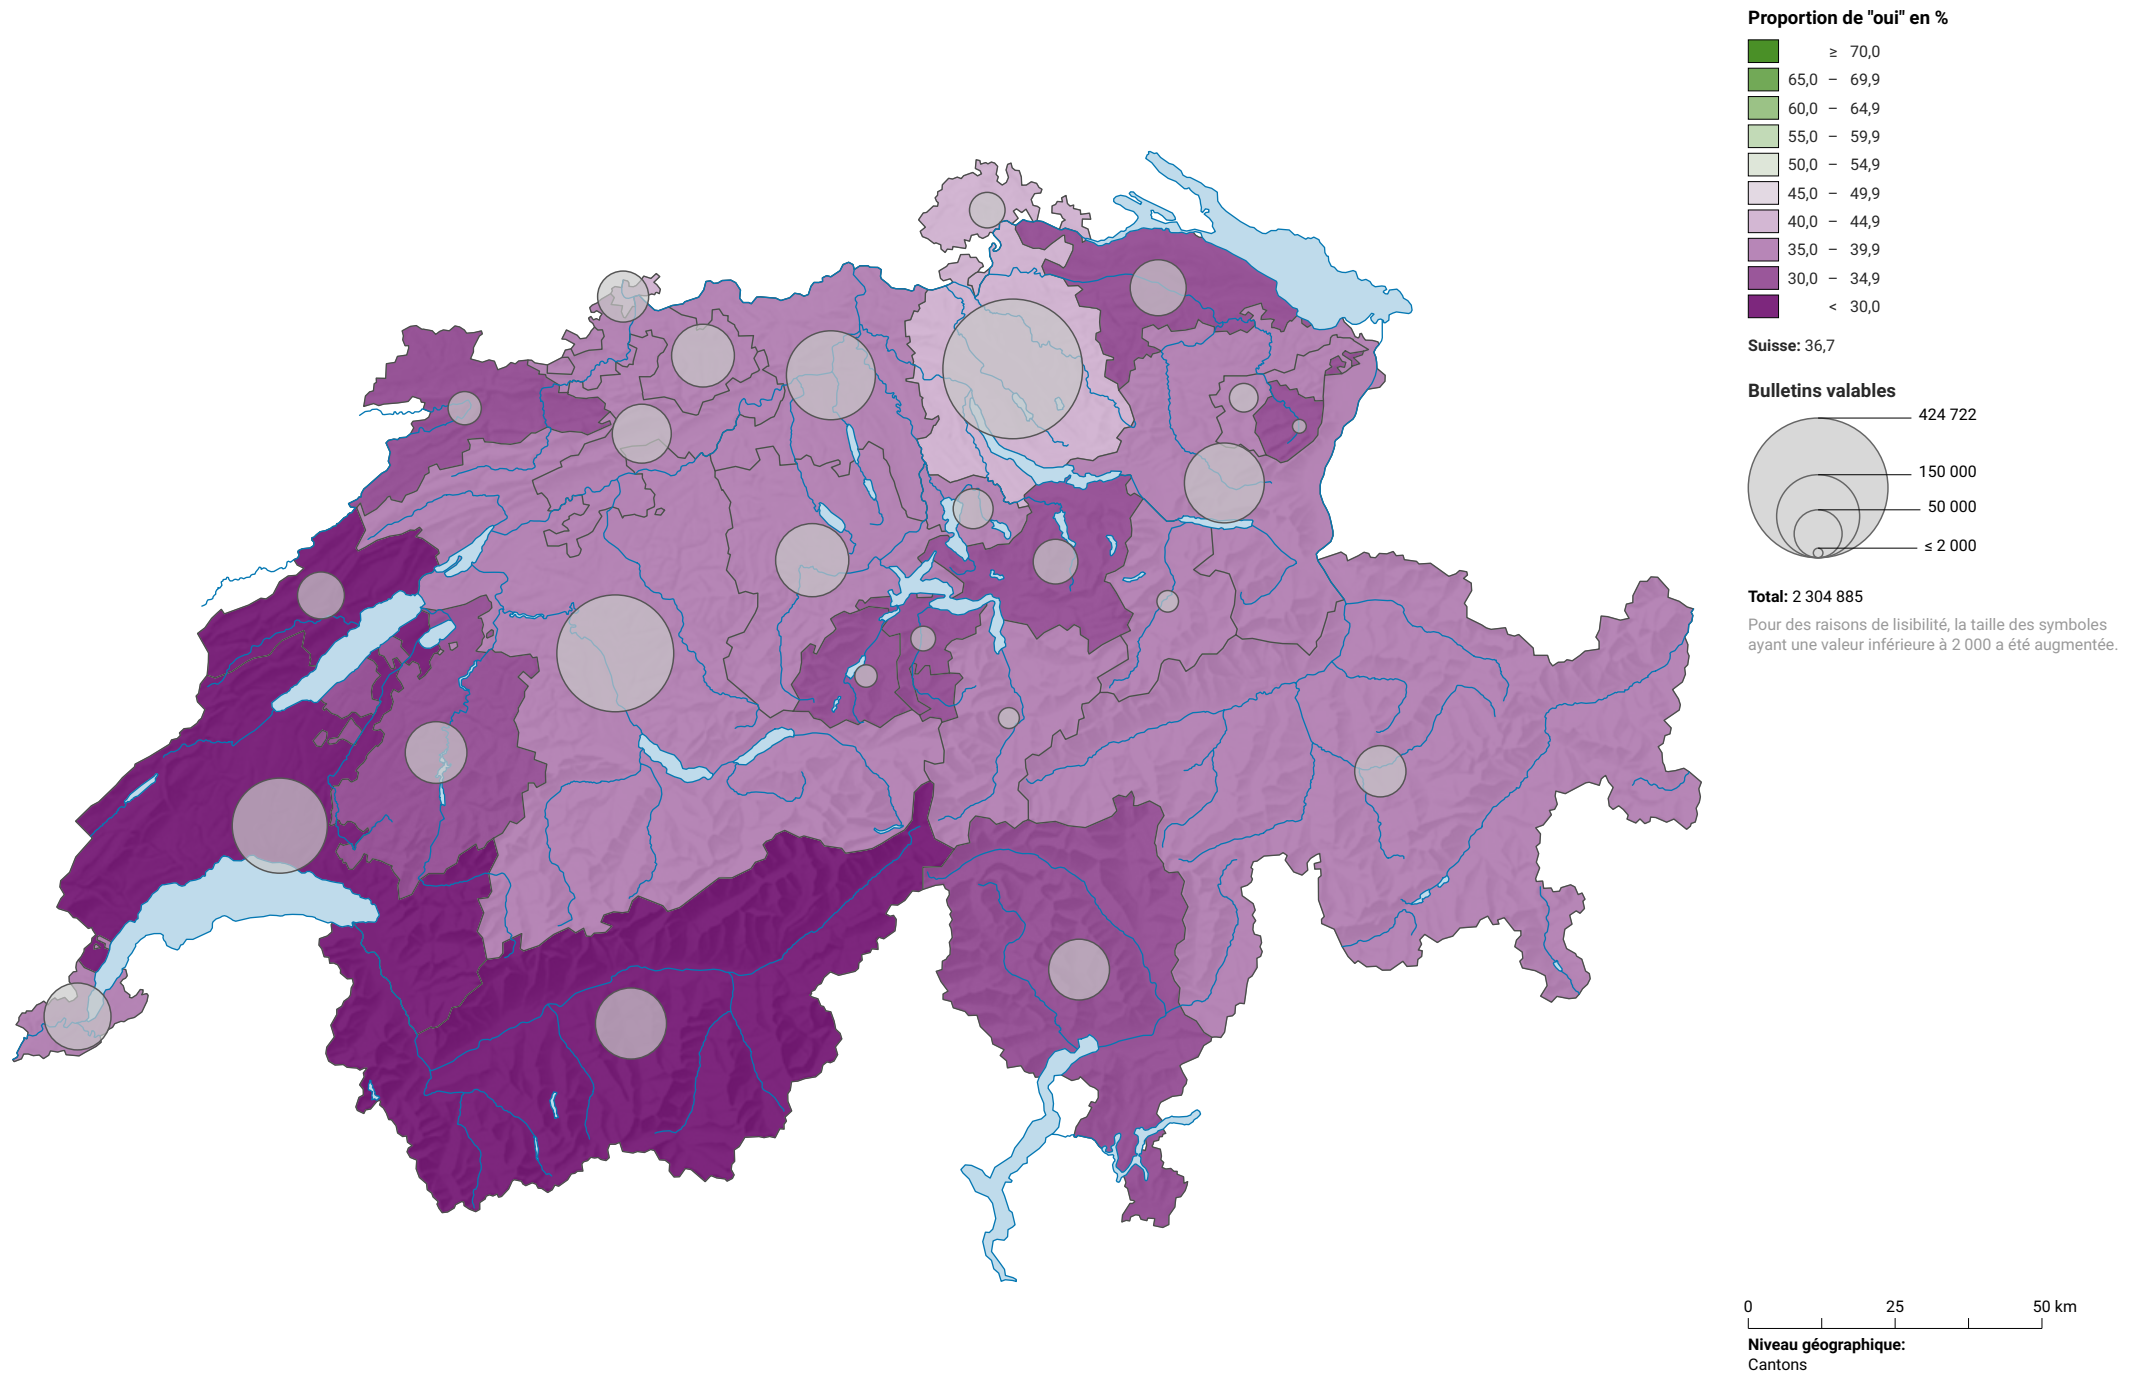 Proportion de "oui" en %
≥ 70,0
65,0 – 69,9
60,0 – 64,9
55,0 – 59,9
50,0 – 54,9
45,0 – 49,9
40,0 – 44,9
35,0 – 39,9
30,0 – 34,9
< 30,0
Suisse: 36,7
Bulletins valables
424 722
150 000
50 000
≤ 2 000
Total: 2 304 885
Pour des raisons de lisibilité, la taille des symboles
ayant une valeur inférieure à 2 000 a été augmentée.
0 25 50 km
Niveau géographique:
Cantons